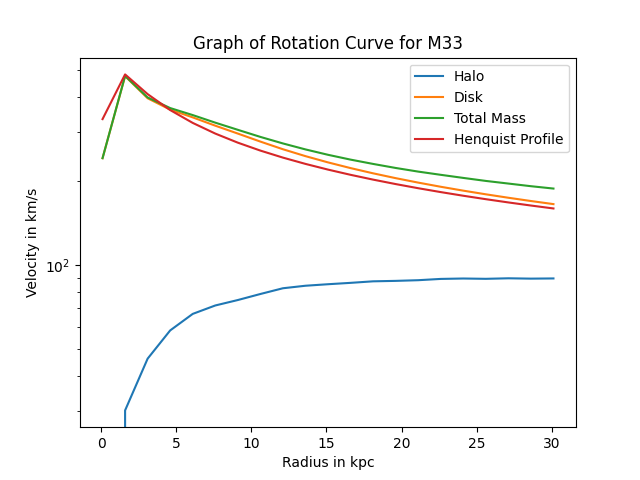 Graph of Rotation Curve for M33
Halo
Disk
Total Mass
Henquist Profile
Velocity in km/s
10²
0 5 10 15 20 25 30
Radius in kpc